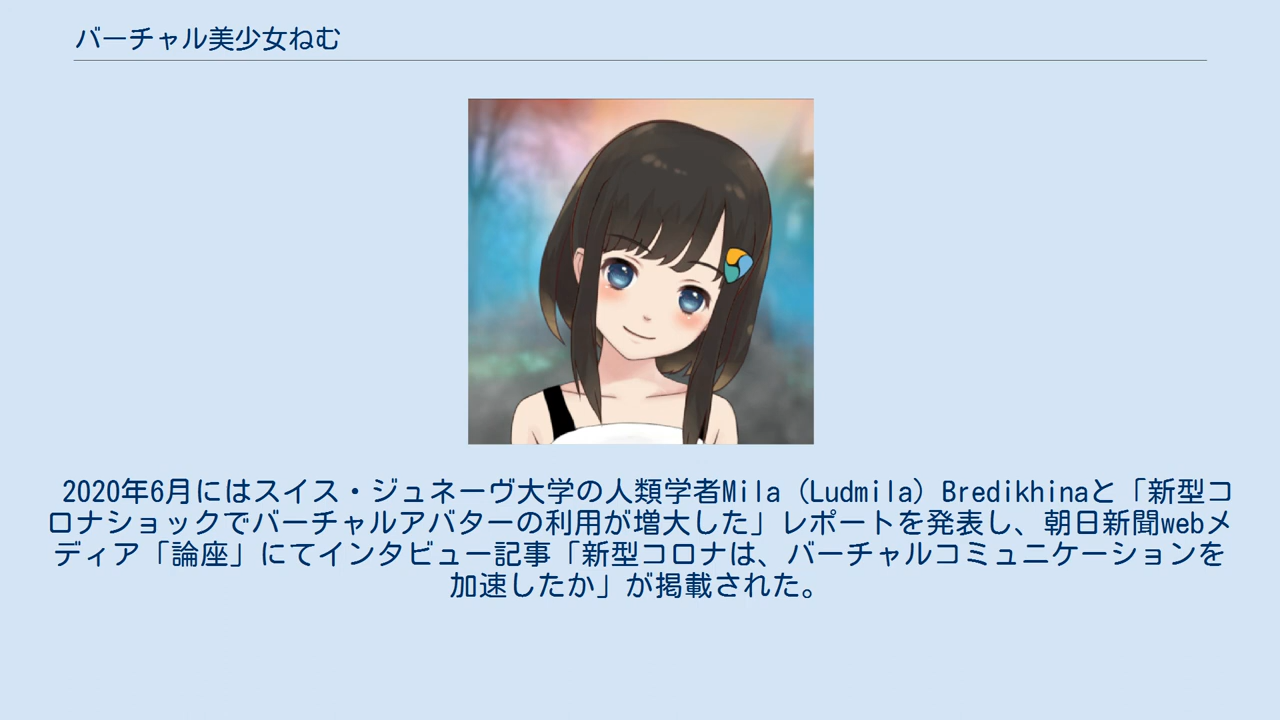 バーチャル美少女ねむ
2020年6月にはスイス・ジュネーヴ大学の人類学者Mila (Ludmila) Bredikhinaと「新型コ
ロナショックでバーチャルアバターの利用が増大した」レポートを発表し、朝日新聞webメ
ディア「論座」にてインタビュー記事「新型コロナは、バーチャルコミュニケーションを
加速したか」が掲載された。